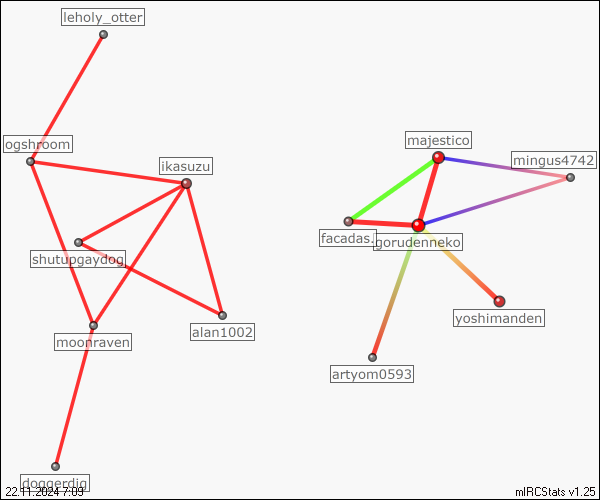 leholy_otter
ogshroom
majestico
mingus4742
ikasuzu
facadas.
gorudenneko
shutupgaydog
yoshimanden
alan1002
moonraven
artyom0593
doggerdig
22.11.2024 7:09
mIRCStats v1.25